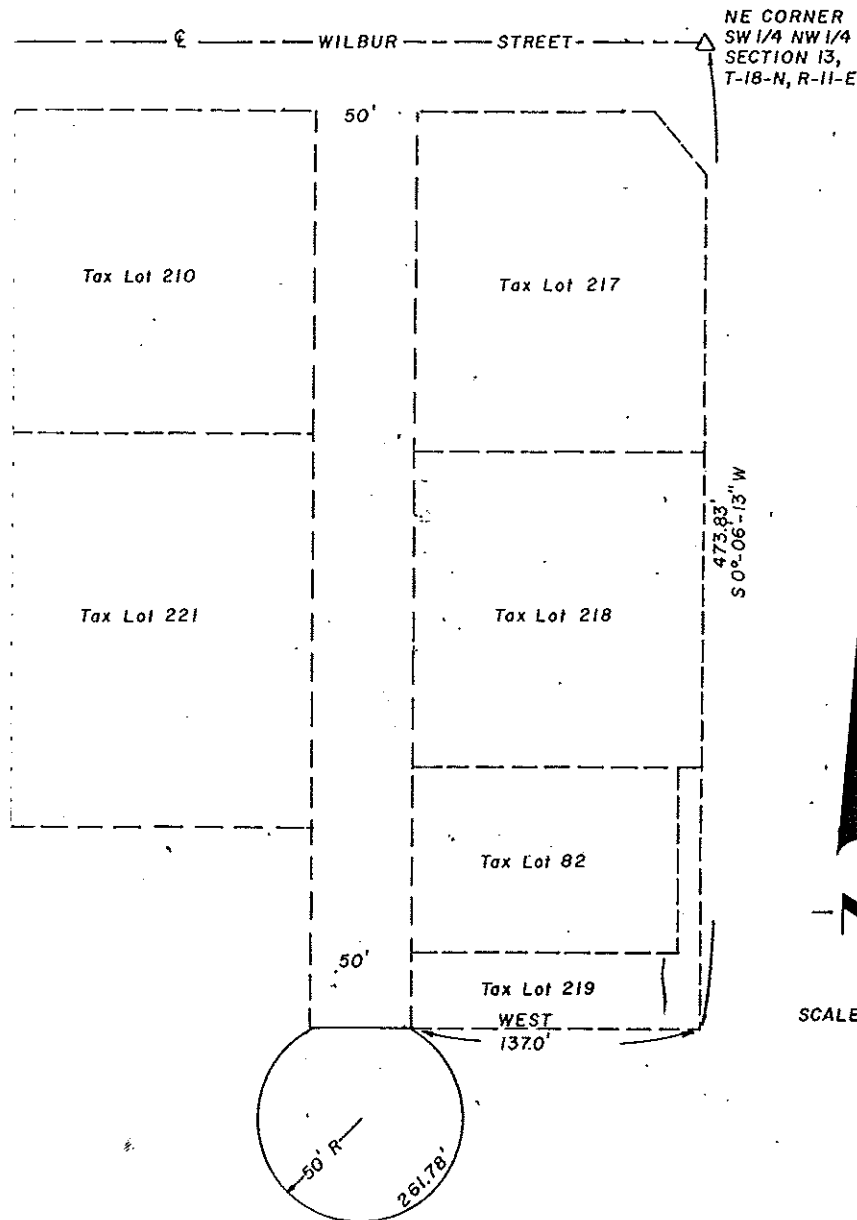 NE CORNER
SW 1/4 NW 1/4
SECTION 13,
T-18-N, R-11-E
℄ WILBUR STREET
50'
Tax Lot 210
Tax Lot 217
473.83'
S 0°-06'-13" W
Tax Lot 221
Tax Lot 218
Tax Lot 82
50'
Tax Lot 219
WEST
137.0'
SCALE
50' R
261.78'